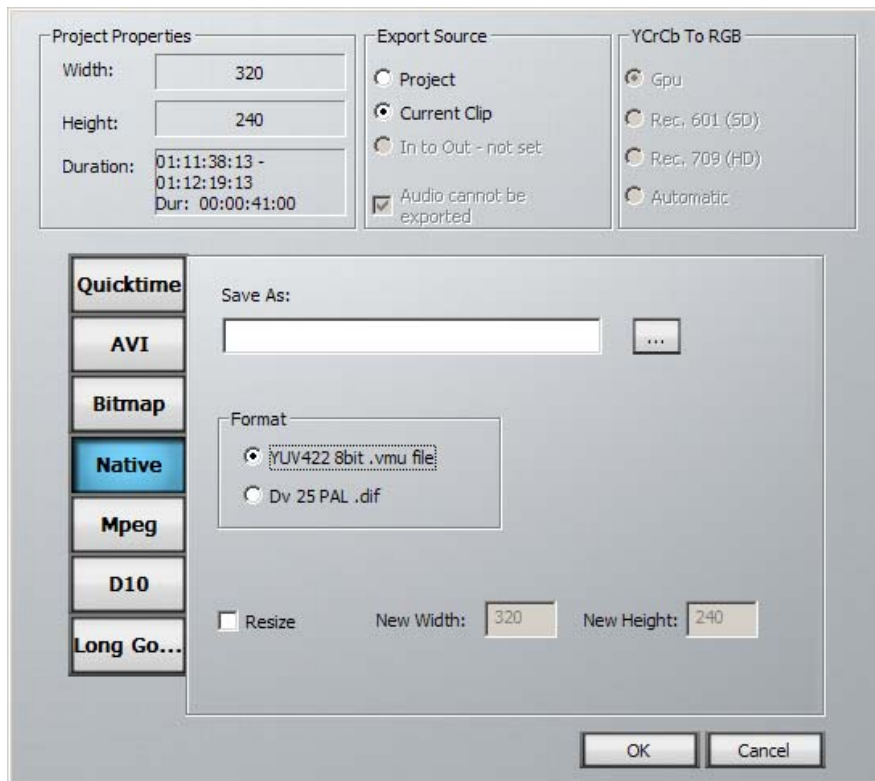 Project Properties
Width:
320
Height:
240
Duration:
01:11:38:13 -
01:12:19:13
Dur: 00:00:41:00
Export Source
Project
Current Clip
In to Out - not set
Audio cannot be
exported
YCrCb To RGB
Gpu
Rec. 601 (SD)
Rec. 709 (HD)
Automatic
Quicktime
AVI
Bitmap
Native
Mpeg
D10
Long Go...
Save As:
...
Format
YUV422 8bit .vmu file
Dv 25 PAL .dif
Resize
New Width:
320
New Height:
240
OK
Cancel